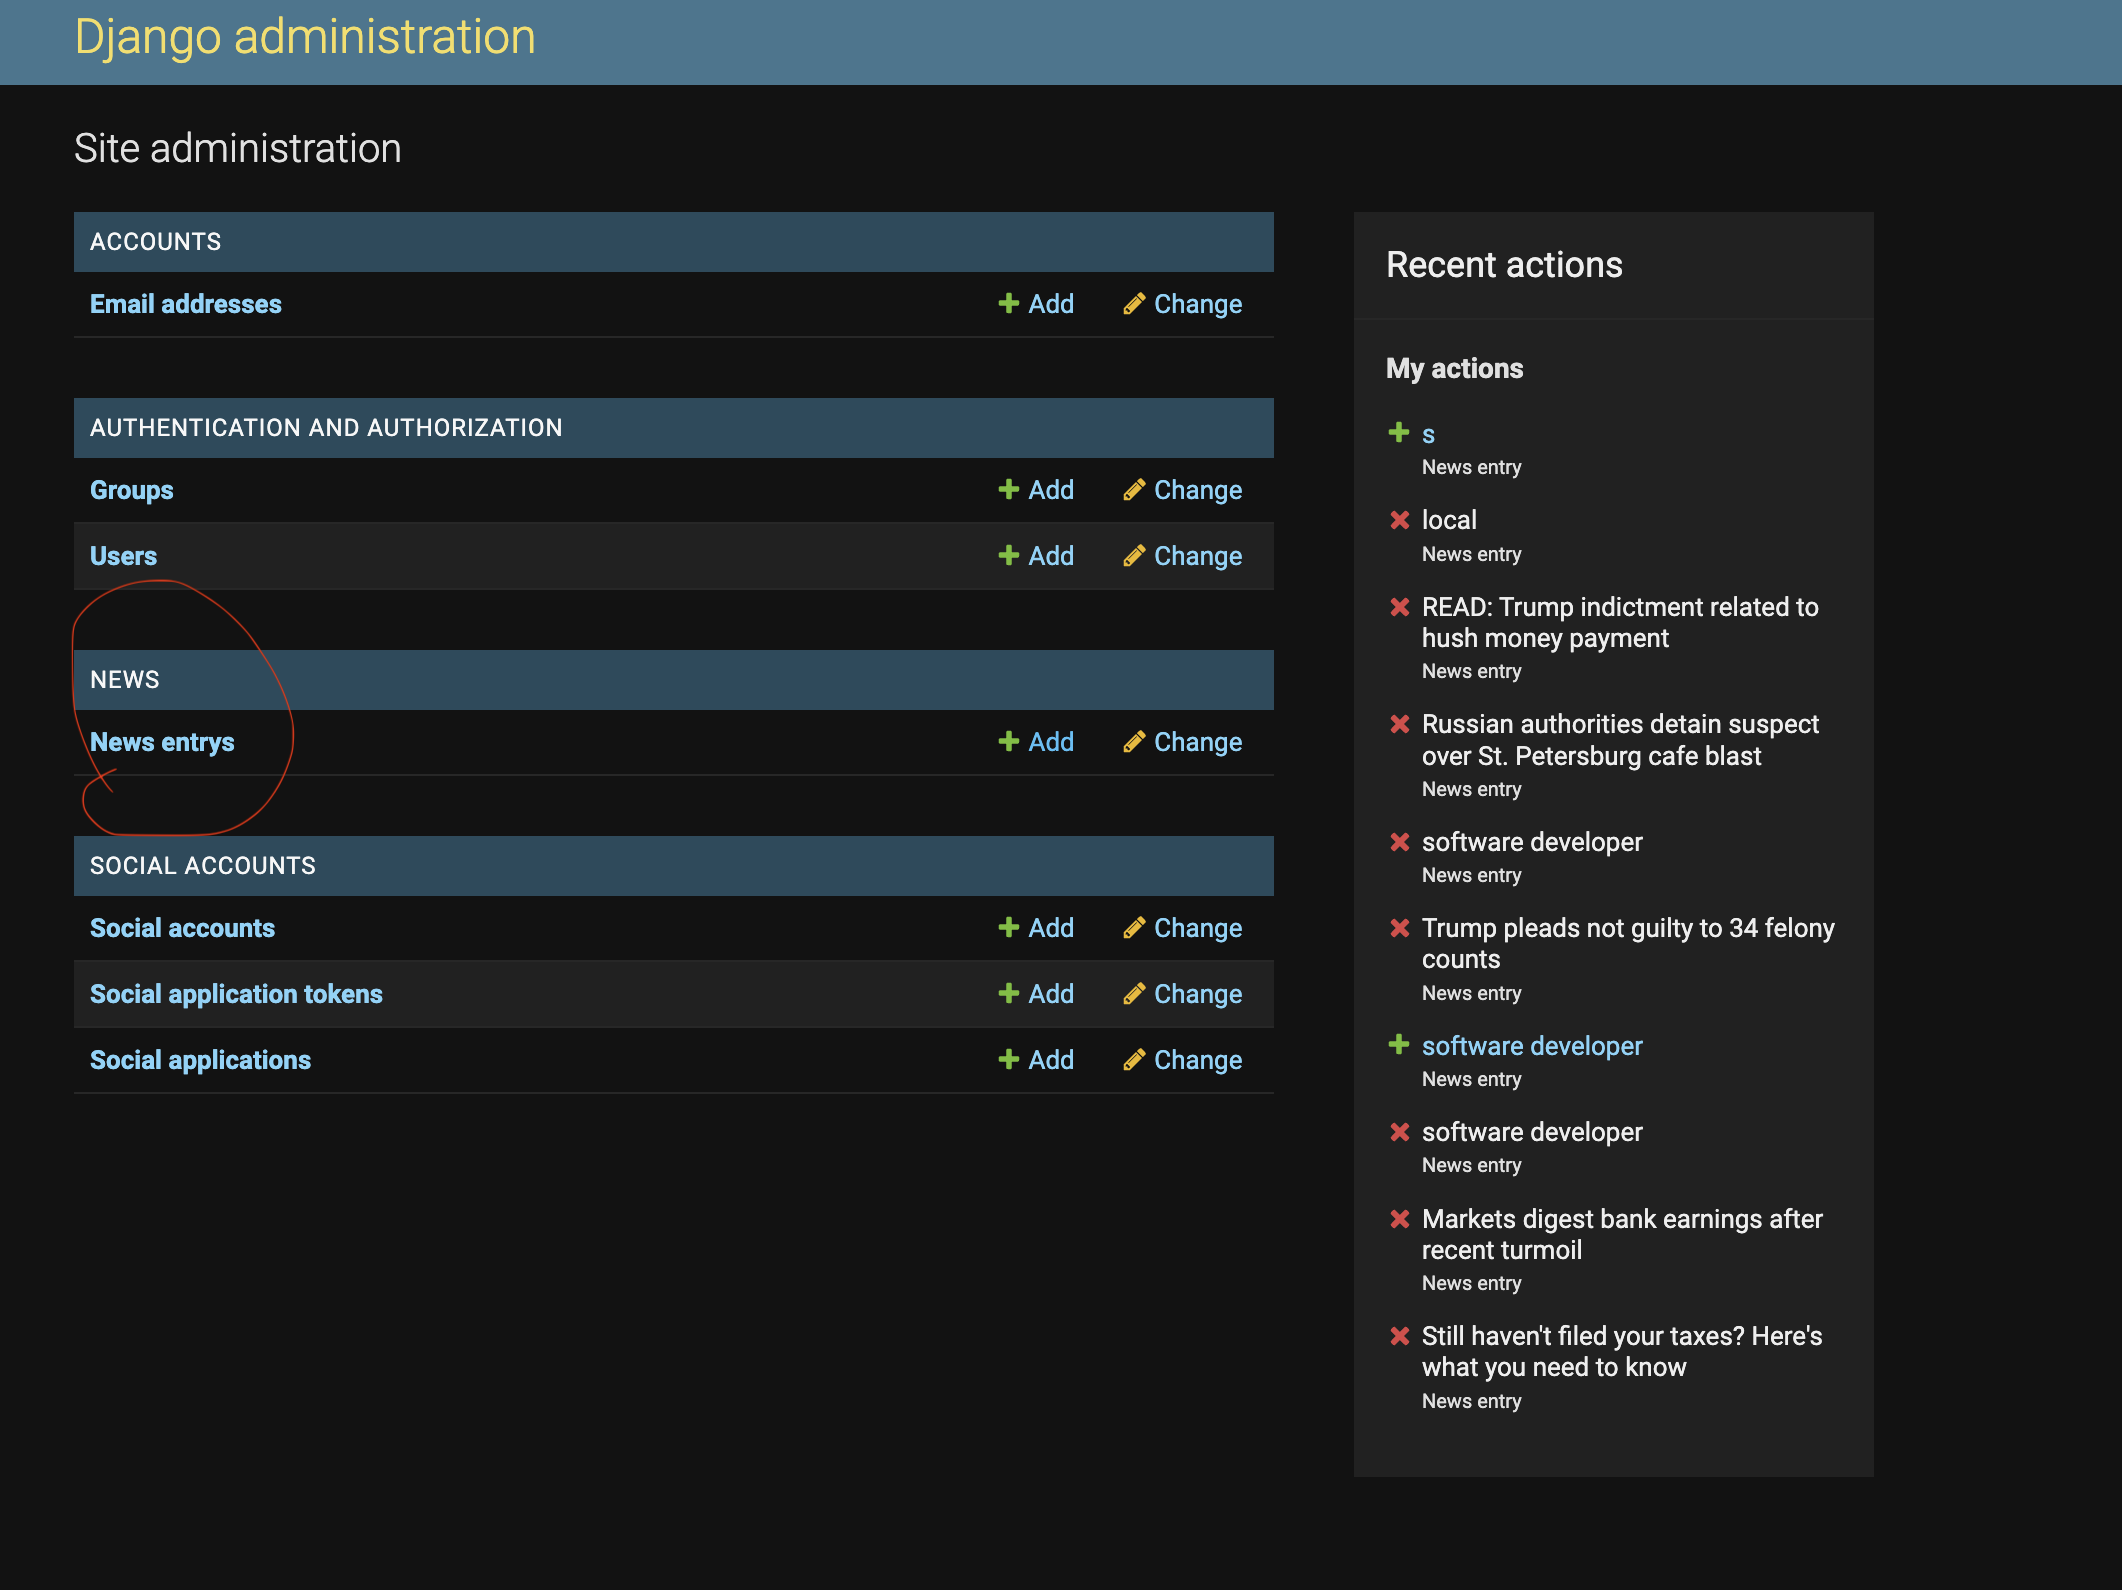 Django administration
Site administration
ACCOUNTS
Email addresses Add Change
AUTHENTICATION AND AUTHORIZATION
Groups Add Change
Users Add Change
NEWS
News entrys Add Change
SOCIAL ACCOUNTS
Social accounts Add Change
Social application tokens Add Change
Social applications Add Change
Recent actions
My actions
s
News entry
local
News entry
READ: Trump indictment related to
hush money payment
News entry
Russian authorities detain suspect
over St. Petersburg cafe blast
News entry
software developer
News entry
Trump pleads not guilty to 34 felony
counts
News entry
software developer
News entry
software developer
News entry
Markets digest bank earnings after
recent turmoil
News entry
Still haven't filed your taxes? Here's
what you need to know
News entry